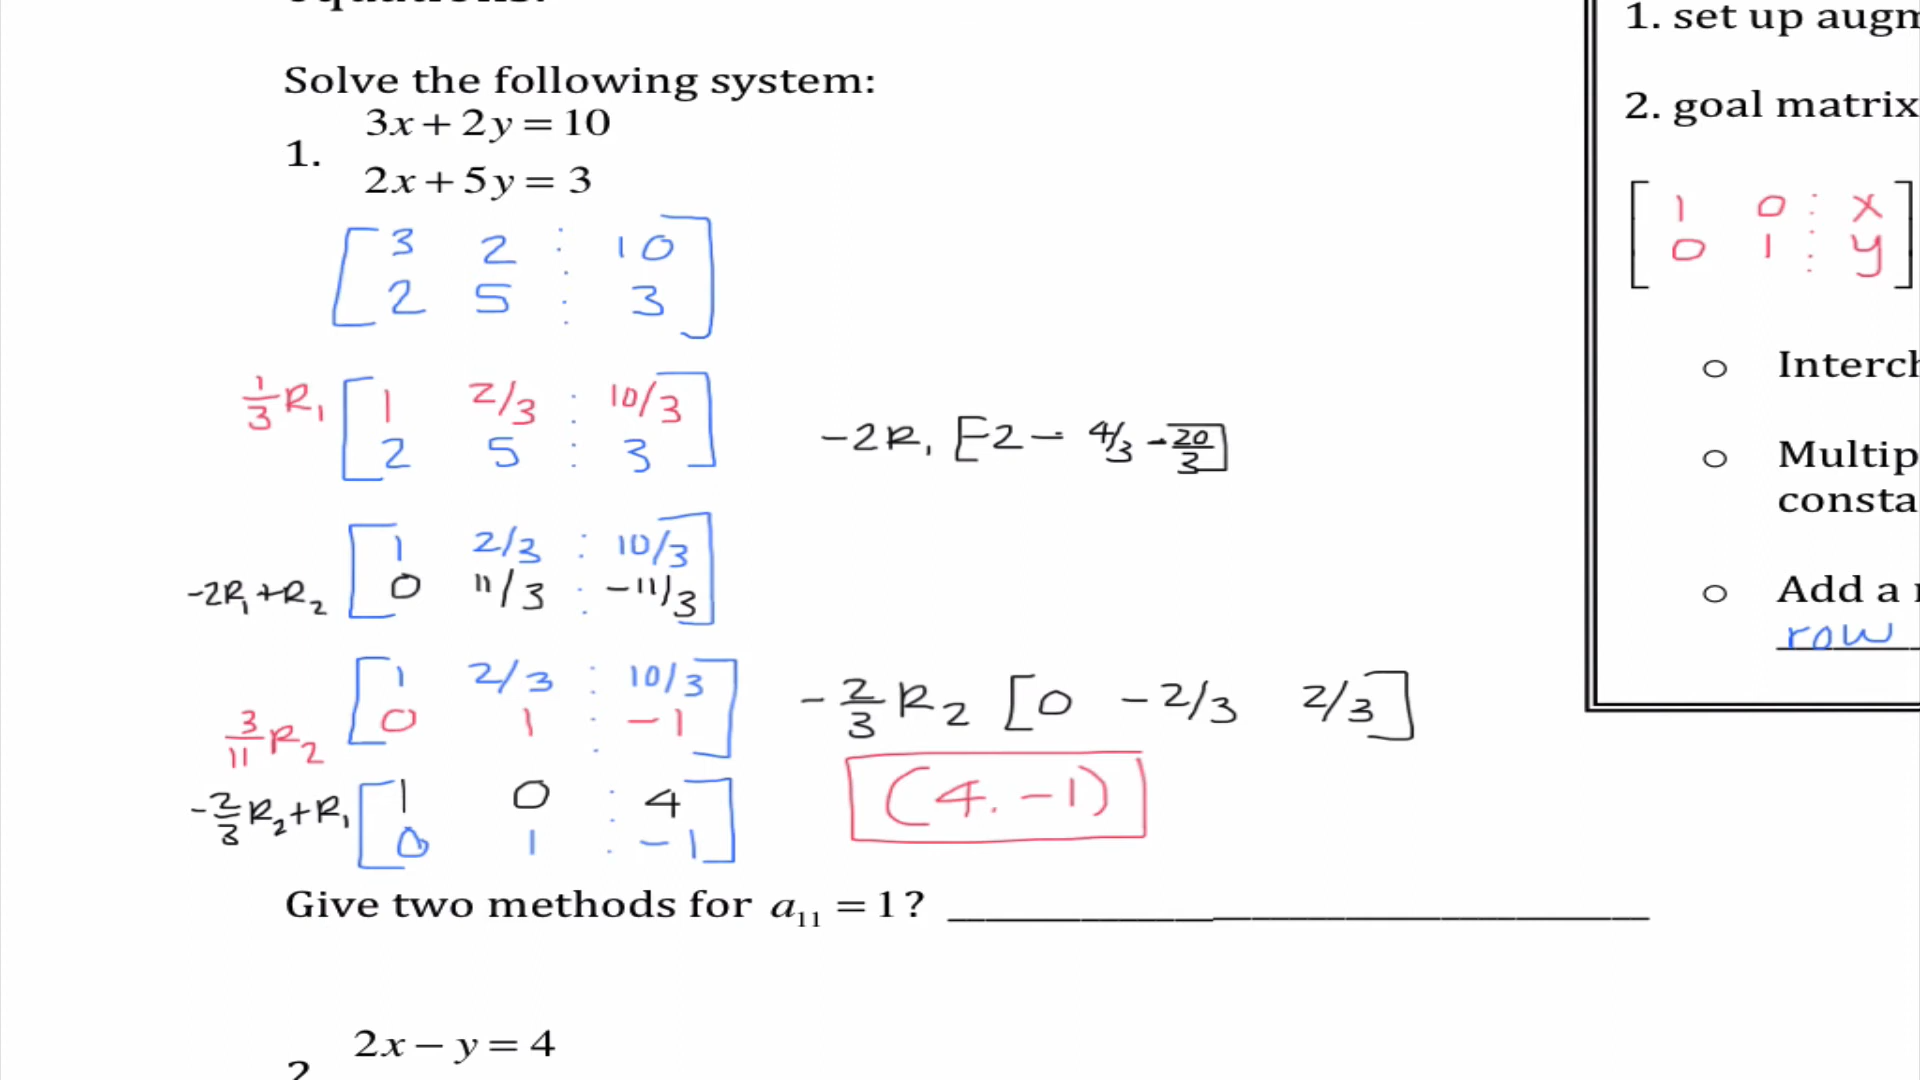 Solve the following system:
3x + 2y = 10
1.
2x + 5y = 3
[ 3 2 ⋮ 10 ]
[ 2 5 ⋮ 3 ]
1/3 R₁ [ 1 2/3 ⋮ 10/3 ]
[ 2 5 ⋮ 3 ]
-2R₁ [-2 - 4/3 - 20/3]
[ 1 2/3 : 10/3 ]
-2R₁+R₂ [ 0 11/3 : -11/3 ]
[ 1 2/3 : 10/3 ]
3/11 R₂ [ 0 1 : -1 ]
- 2/3 R₂ [0 -2/3 2/3]
-2/3 R₂+R₁ [ 1 0 : 4 ]
[ 0 1 : -1 ]
(4. -1)
Give two methods for a₁₁ = 1?
2x − y = 4
1. set up
2. goal matrix
[ 1 0 ⋮ x ]
[ 0 1 ⋮ y ]
○
○
○ Add a
row